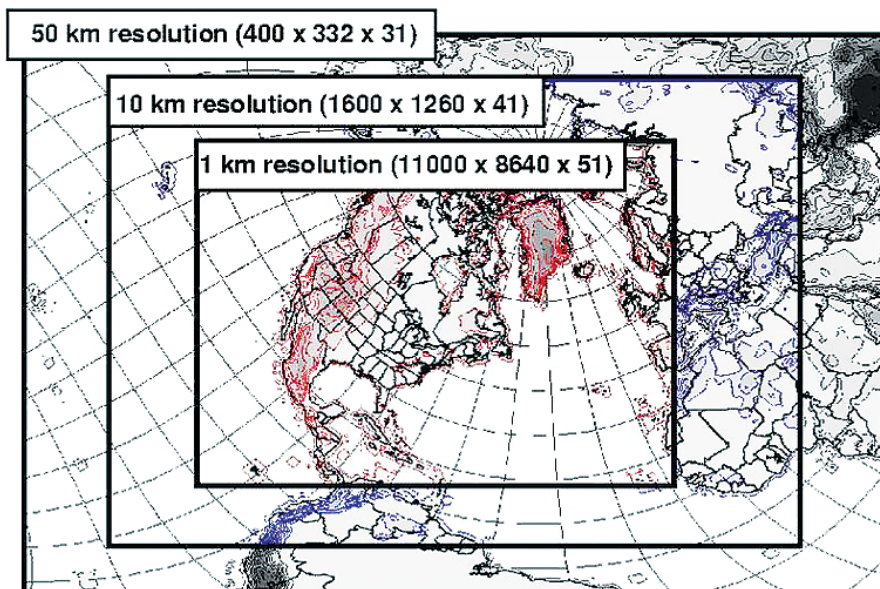 50 km resolution (400 x 332 x 31)
10 km resolution (1600 x 1260 x 41)
1 km resolution (11000 x 8640 x 51)